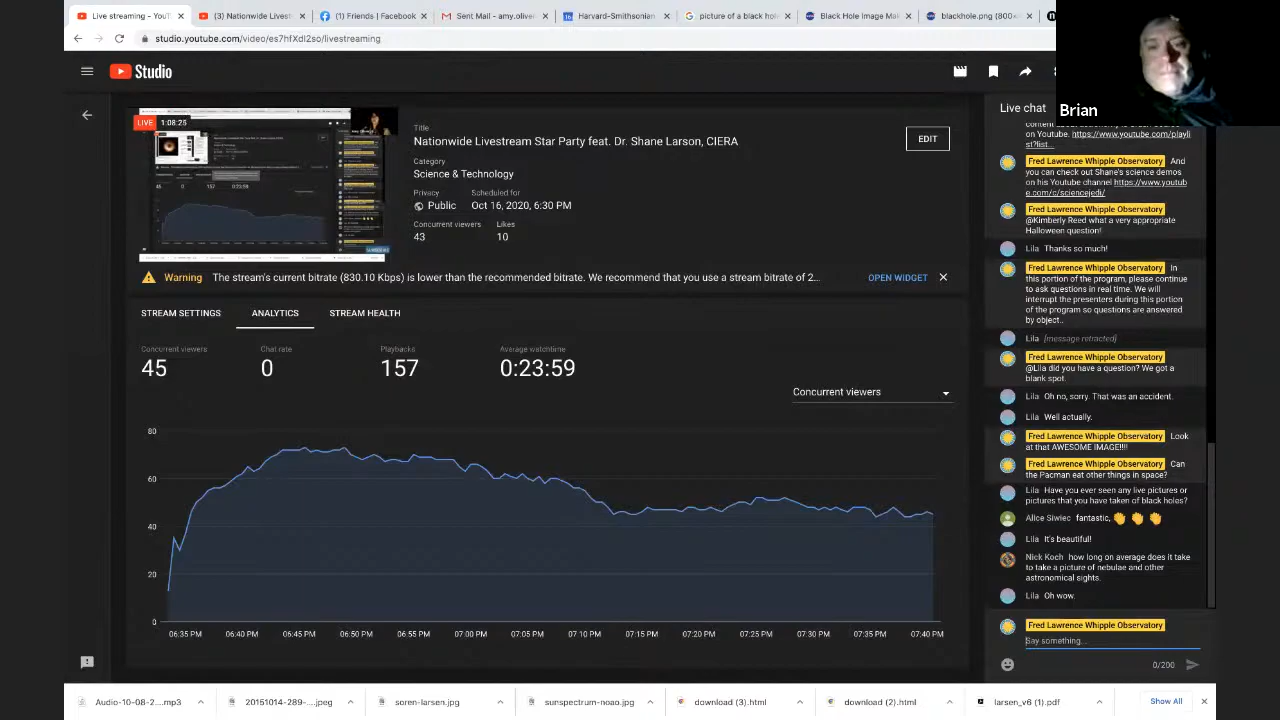 Live streaming - YouT
(3) Nationwide Livest
(1) Friends | Facebook
Sent Mail - amy.oliver
Harvard-Smithsonian
picture of a black hol
Black Hole Image Mak
blackhole.png (800×
studio.youtube.com/video/es7hfXdi2so/livestreaming
Studio
Brian
LIVE 1:08:25
Title
Nationwide Livestream Star Party feat. Dr. Shane Larson, CIERA
EDIT
Category
Science & Technology
Privacy Scheduled for
Public Oct 16, 2020, 6:30 PM
Concurrent viewers Likes
43 10
Warning The stream's current bitrate (830.10 Kbps) is lower than the recommended bitrate. We recommend that you use a stream bitrate of 2...
OPEN WIDGET
STREAM SETTINGS
ANALYTICS
STREAM HEALTH
Concurrent viewers Chat rate Playbacks Average watchtime
45 0 157 0:23:59
Concurrent viewers
80
60
40
20
0
06:35 PM 06:40 PM 06:45 PM 06:50 PM 06:55 PM 07:00 PM 07:05 PM 07:10 PM 07:15 PM 07:20 PM 07:25 PM 07:30 PM 07:35 PM 07:40 PM
Live chat
on Youtube. https://www.youtube.com/playli
st?list...
Fred Lawrence Whipple Observatory And
you can check out Shane's science demos
on his Youtube channel https://www.youtub
e.com/c/sciencejedi/
Fred Lawrence Whipple Observatory
@Kimberly Reed what a very appropriate
Halloween question!
Lila Thanks so much!
Fred Lawrence Whipple Observatory In
this portion of the program, please continue
to ask questions in real time. We will
interrupt the presenters during this portion
of the program so questions are answered
by object..
Lila [message retracted]
Fred Lawrence Whipple Observatory
@Lila did you have a question? We got a
blank spot.
Lila Oh no, sorry. That was an accident.
Lila Well actually.
Fred Lawrence Whipple Observatory Look
at that AWESOME IMAGE!!!!
Fred Lawrence Whipple Observatory Can
the Pacman eat other things in space?
Lila Have you ever seen any live pictures or
pictures that you have taken of black holes?
Alice Siwiec fantastic, 👏 👏 👏
Lila It's beautiful!
Nick Koch how long on average does it take
to take a picture of nebulae and other
astronomical sights.
Lila Oh wow.
Fred Lawrence Whipple Observatory
Say something...
0/200
Audio-10-08-2....mp3
20151014-289-....jpeg
soren-larsen.jpg
sunspectrum-noao.jpg
download (3).html
download (2).html
larsen_v6 (1).pdf
Show All